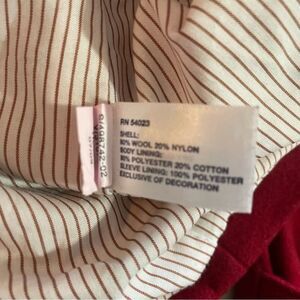 RN 54023
SHELL:
80% WOOL 20% NYLON
BODY LINING:
80% POLYESTER 20% COTTON
SLEEVE LINING: 100% POLYESTER
EXCLUSIVE OF DECORATION